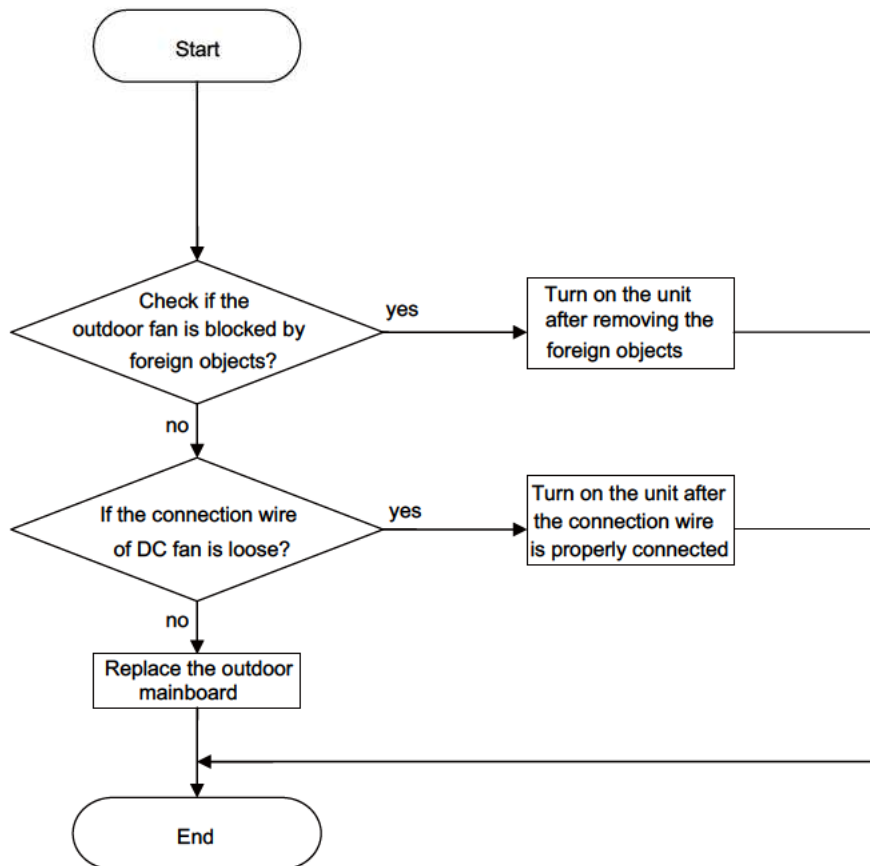 Start
Check if the
outdoor fan is blocked by
foreign objects?
yes
Turn on the unit
after removing the
foreign objects
no
If the connection wire
of DC fan is loose?
yes
Turn on the unit after
the connection wire
is properly connected
no
Replace the outdoor
mainboard
End